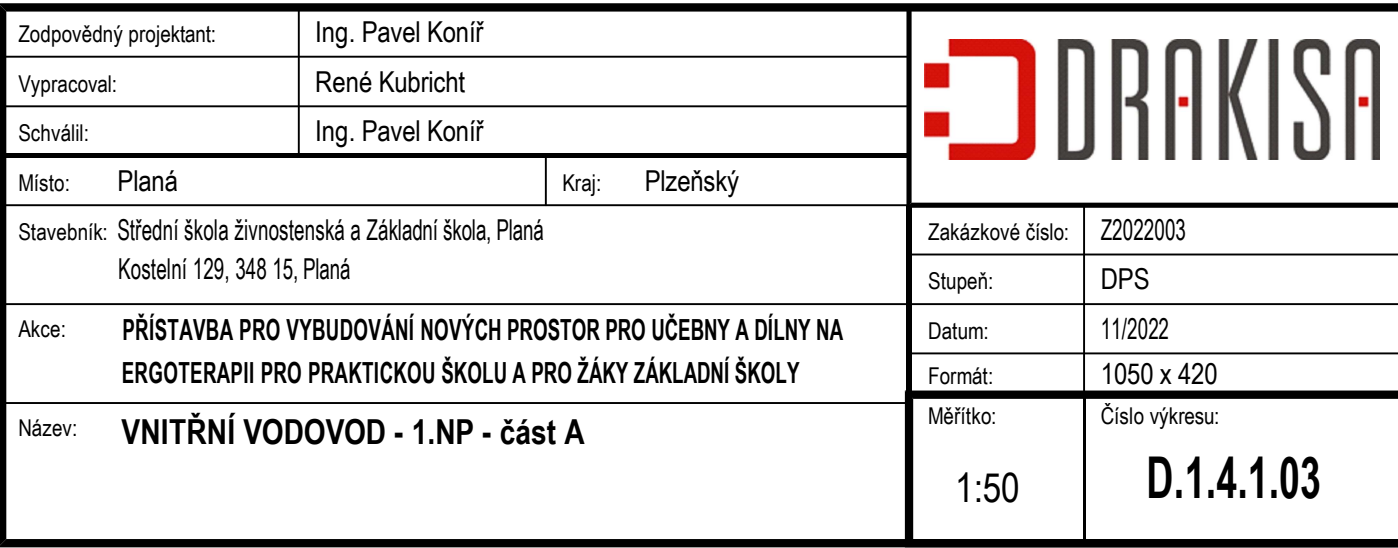 Zodpovědný projektant: Ing. Pavel Koníř
Vypracoval: René Kubricht
Schválil: Ing. Pavel Koníř
DRAKISA
Místo: Planá Kraj: Plzeňský
Stavebník: Střední škola živnostenská a Základní škola, Planá
Kostelní 129, 348 15, Planá
Zakázkové číslo: Z2022003
Stupeň: DPS
Akce: PŘÍSTAVBA PRO VYBUDOVÁNÍ NOVÝCH PROSTOR PRO UČEBNY A DÍLNY NA
ERGOTERAPII PRO PRAKTICKOU ŠKOLU A PRO ŽÁKY ZÁKLADNÍ ŠKOLY
Datum: 11/2022
Formát: 1050 x 420
Název: VNITŘNÍ VODOVOD - 1.NP - část A
Měřítko:
1:50
Číslo výkresu:
D.1.4.1.03